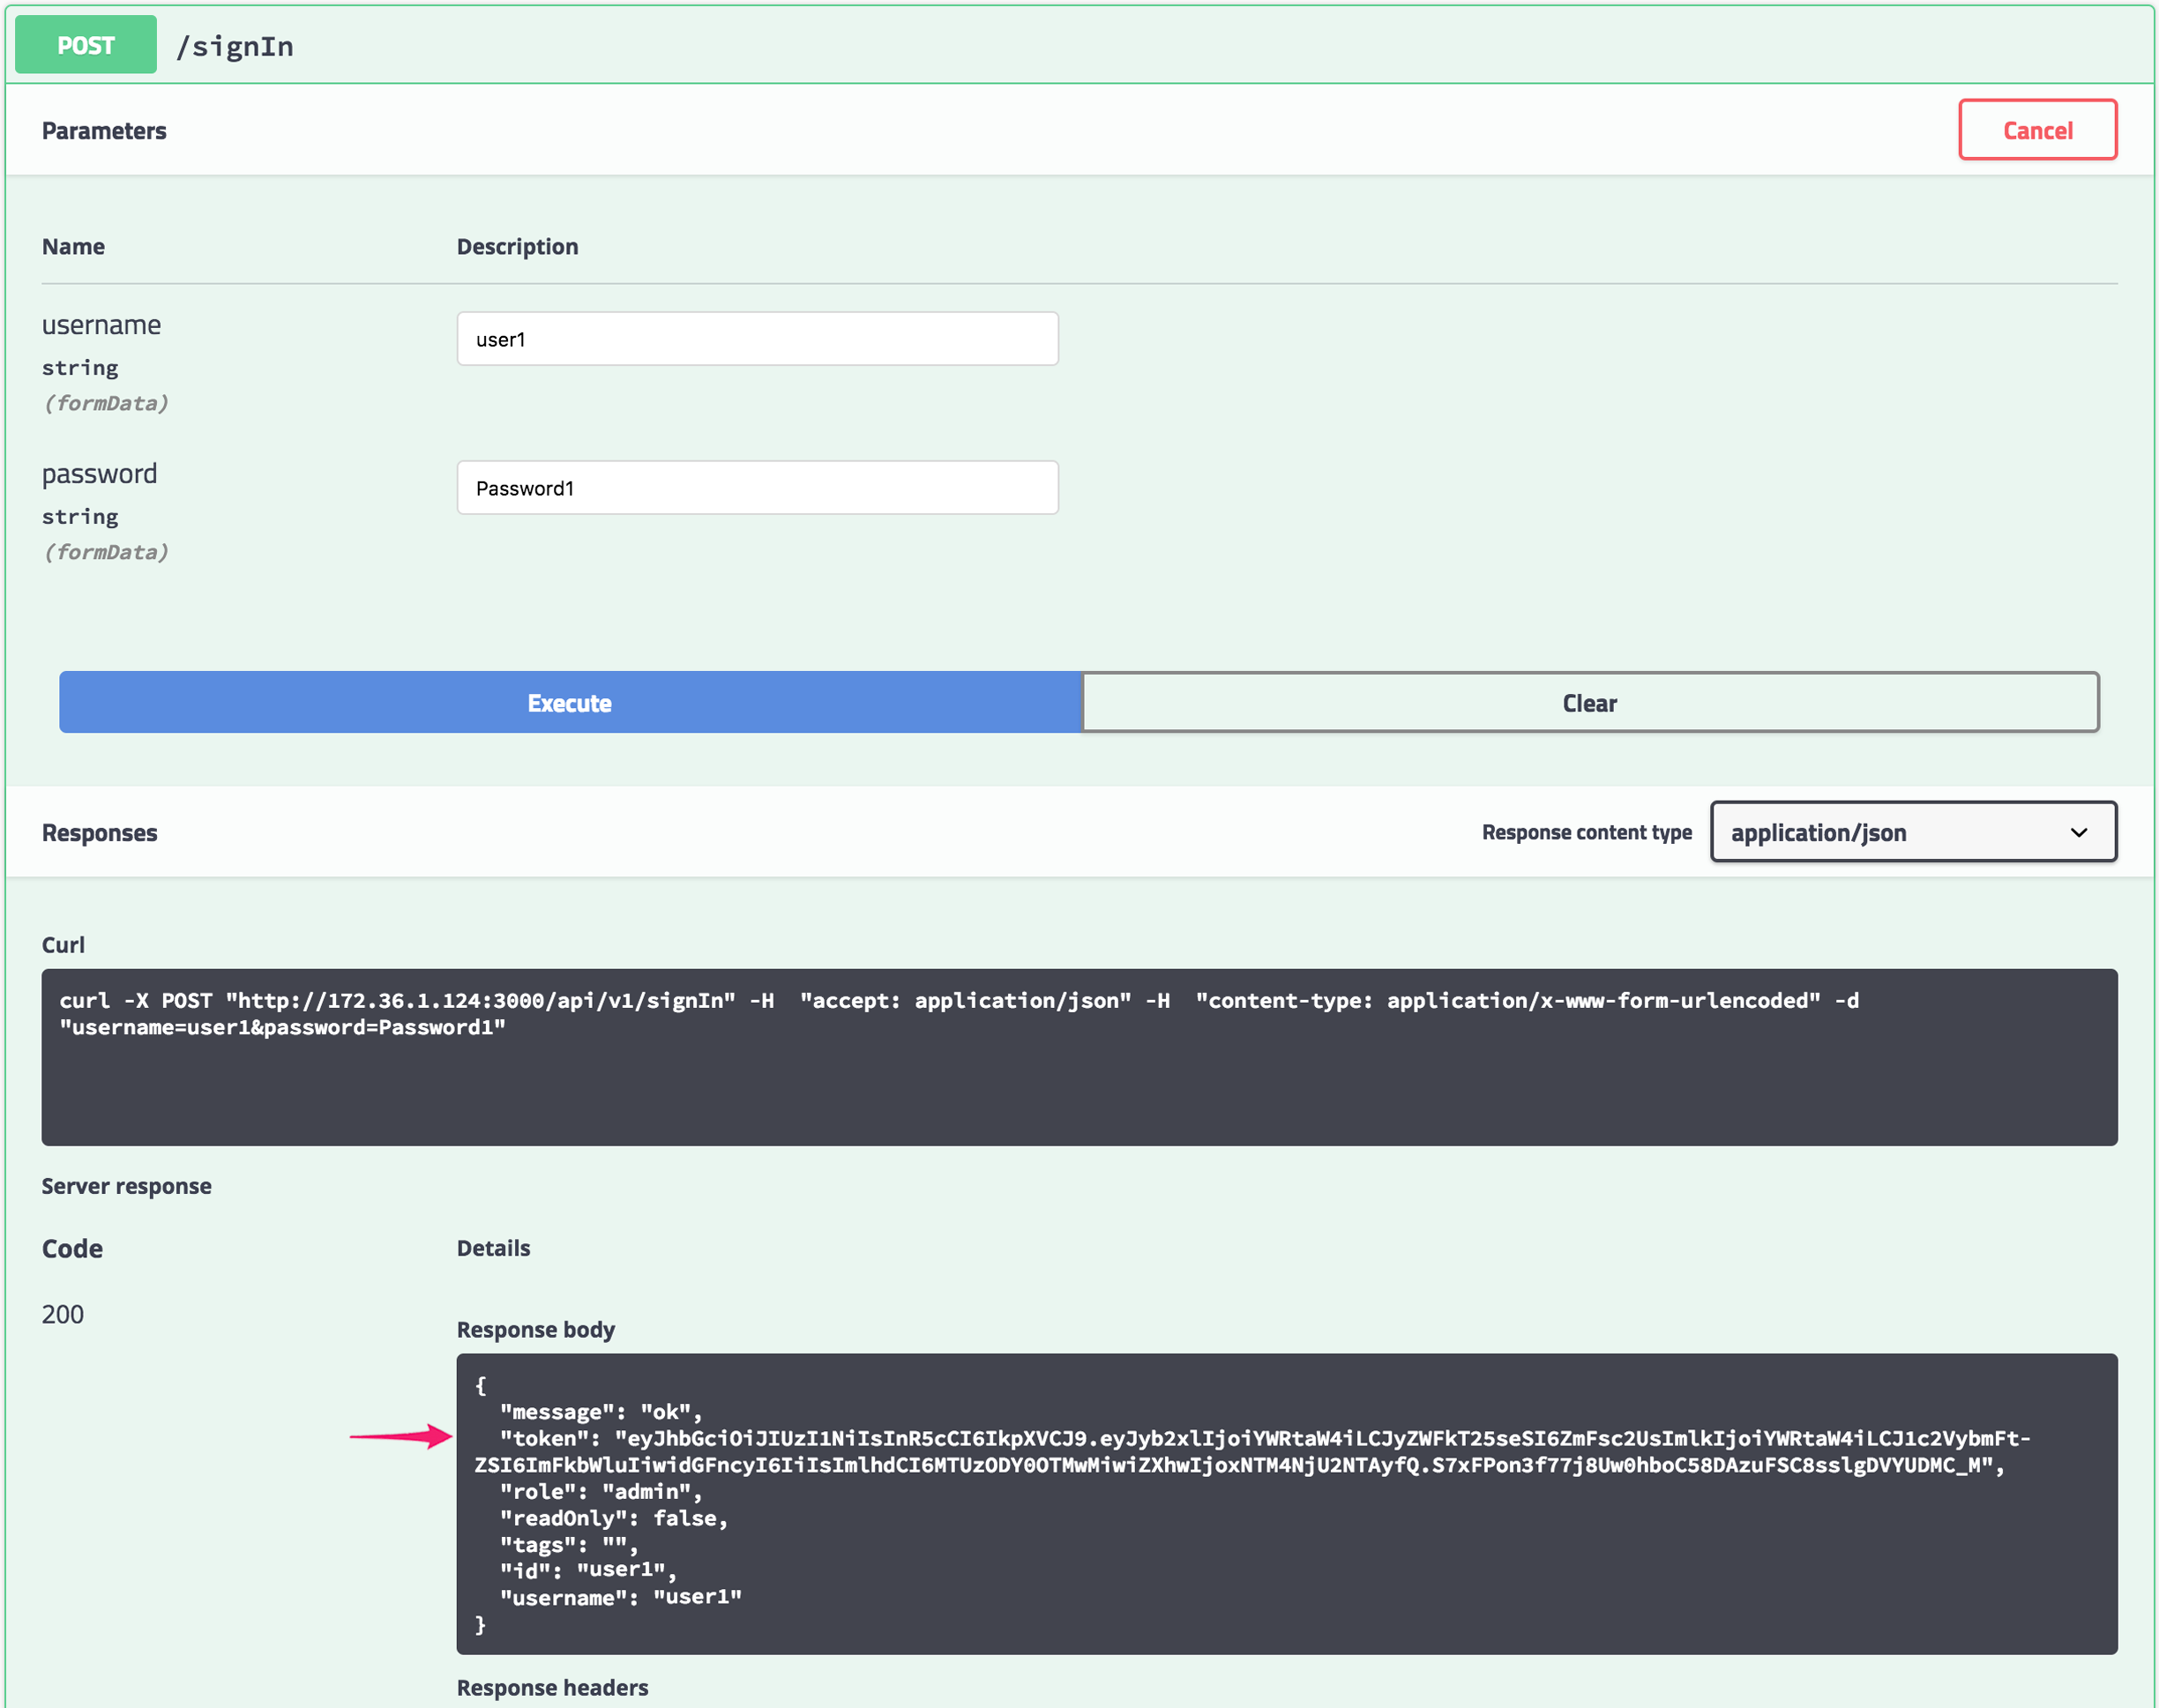 POST /signIn
Parameters
Cancel
Name Description
username
string
(formData)
user1
password
string
(formData)
Password1
Execute Clear
Responses
Response content type application/json
Curl
curl -X POST "http://172.36.1.124:3000/api/v1/signIn" -H  "accept: application/json" -H  "content-type: application/x-www-form-urlencoded" -d
"username=user1&password=Password1"
Server response
Code Details
200
Response body
{
  "message": "ok",
  "token": "eyJhbGciOiJIUzI1NiIsInR5cCI6IkpXVCJ9.eyJyb2xlIjoiYWRtaW4iLCJyZWFkT25seSI6ZmFsc2UsImlkIjoiYWRtaW4iLCJ1c2VybmFt-
ZSI6ImFkbWluIiwidGFncyI6IiIsImlhdCI6MTUzODY0OTMwMiwiZXhwIjoxNTM4NjU2NTAyfQ.S7xFPon3f77j8Uw0hboC58DAzuFSC8sslgDVYUDMC_M",
  "role": "admin",
  "readOnly": false,
  "tags": "",
  "id": "user1",
  "username": "user1"
}
Response headers